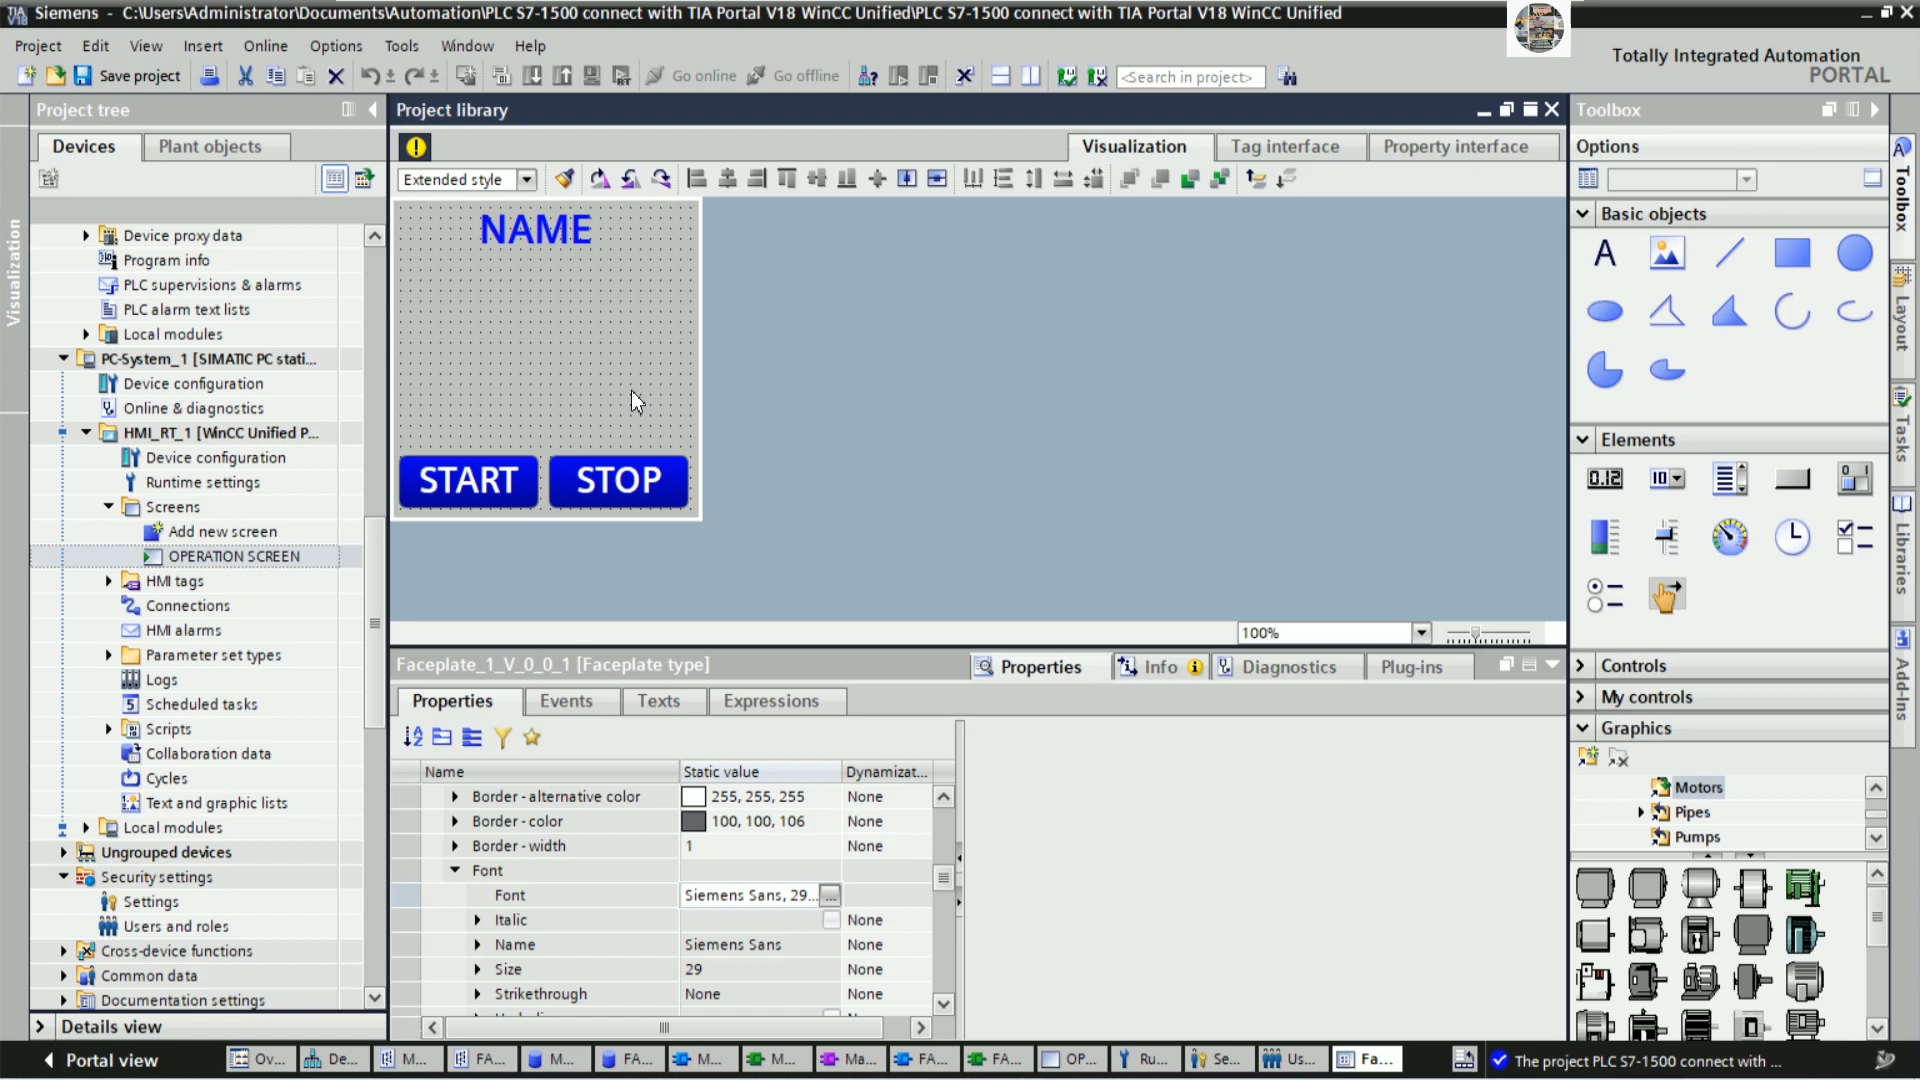 Siemens - C:\Users\Administrator\Documents\Automation\PLC S7-1500 connect with TIA Portal V18 WinCC Unified\PLC S7-1500 connect with TIA Portal V18 WinCC Unified
Project Edit View Insert Online Options Tools Window Help
Totally Integrated Automation
PORTAL
Save project Go online Go offline <Search in project>
Project tree
Devices Plant objects
Visualization
Device proxy data
Program info
PLC supervisions & alarms
PLC alarm text lists
Local modules
PC-System_1 [SIMATIC PC stati...
Device configuration
Online & diagnostics
HMI_RT_1 [WinCC Unified P...
Device configuration
Runtime settings
Screens
Add new screen
OPERATION SCREEN
HMI tags
Connections
HMI alarms
Parameter set types
Logs
Scheduled tasks
Scripts
Collaboration data
Cycles
Text and graphic lists
Local modules
Ungrouped devices
Security settings
Settings
Users and roles
Cross-device functions
Common data
Documentation settings
Details view
Project library
Visualization Tag interface Property interface
Extended style
NAME
START STOP
100%
Faceplate_1_V_0_0_1 [Faceplate type]
Properties Info Diagnostics Plug-ins
Properties Events Texts Expressions
Name Static value Dynamizat...
Border - alternative color 255, 255, 255 None
Border - color 100, 100, 106 None
Border - width 1 None
Font
Font Siemens Sans, 29... ...
Italic None
Name Siemens Sans None
Size 29 None
Strikethrough None None
Toolbox
Options
Basic objects
Elements
Controls
My controls
Graphics
Motors
Pipes
Pumps
Toolbox
Layout
Tasks
Libraries
Add-Ins
Portal view Ov... De... M... FA... M... FA... M... M... Ma... FA... FA... OP... Ru... Se... Us... Fa... The project PLC S7-1500 connect with ...